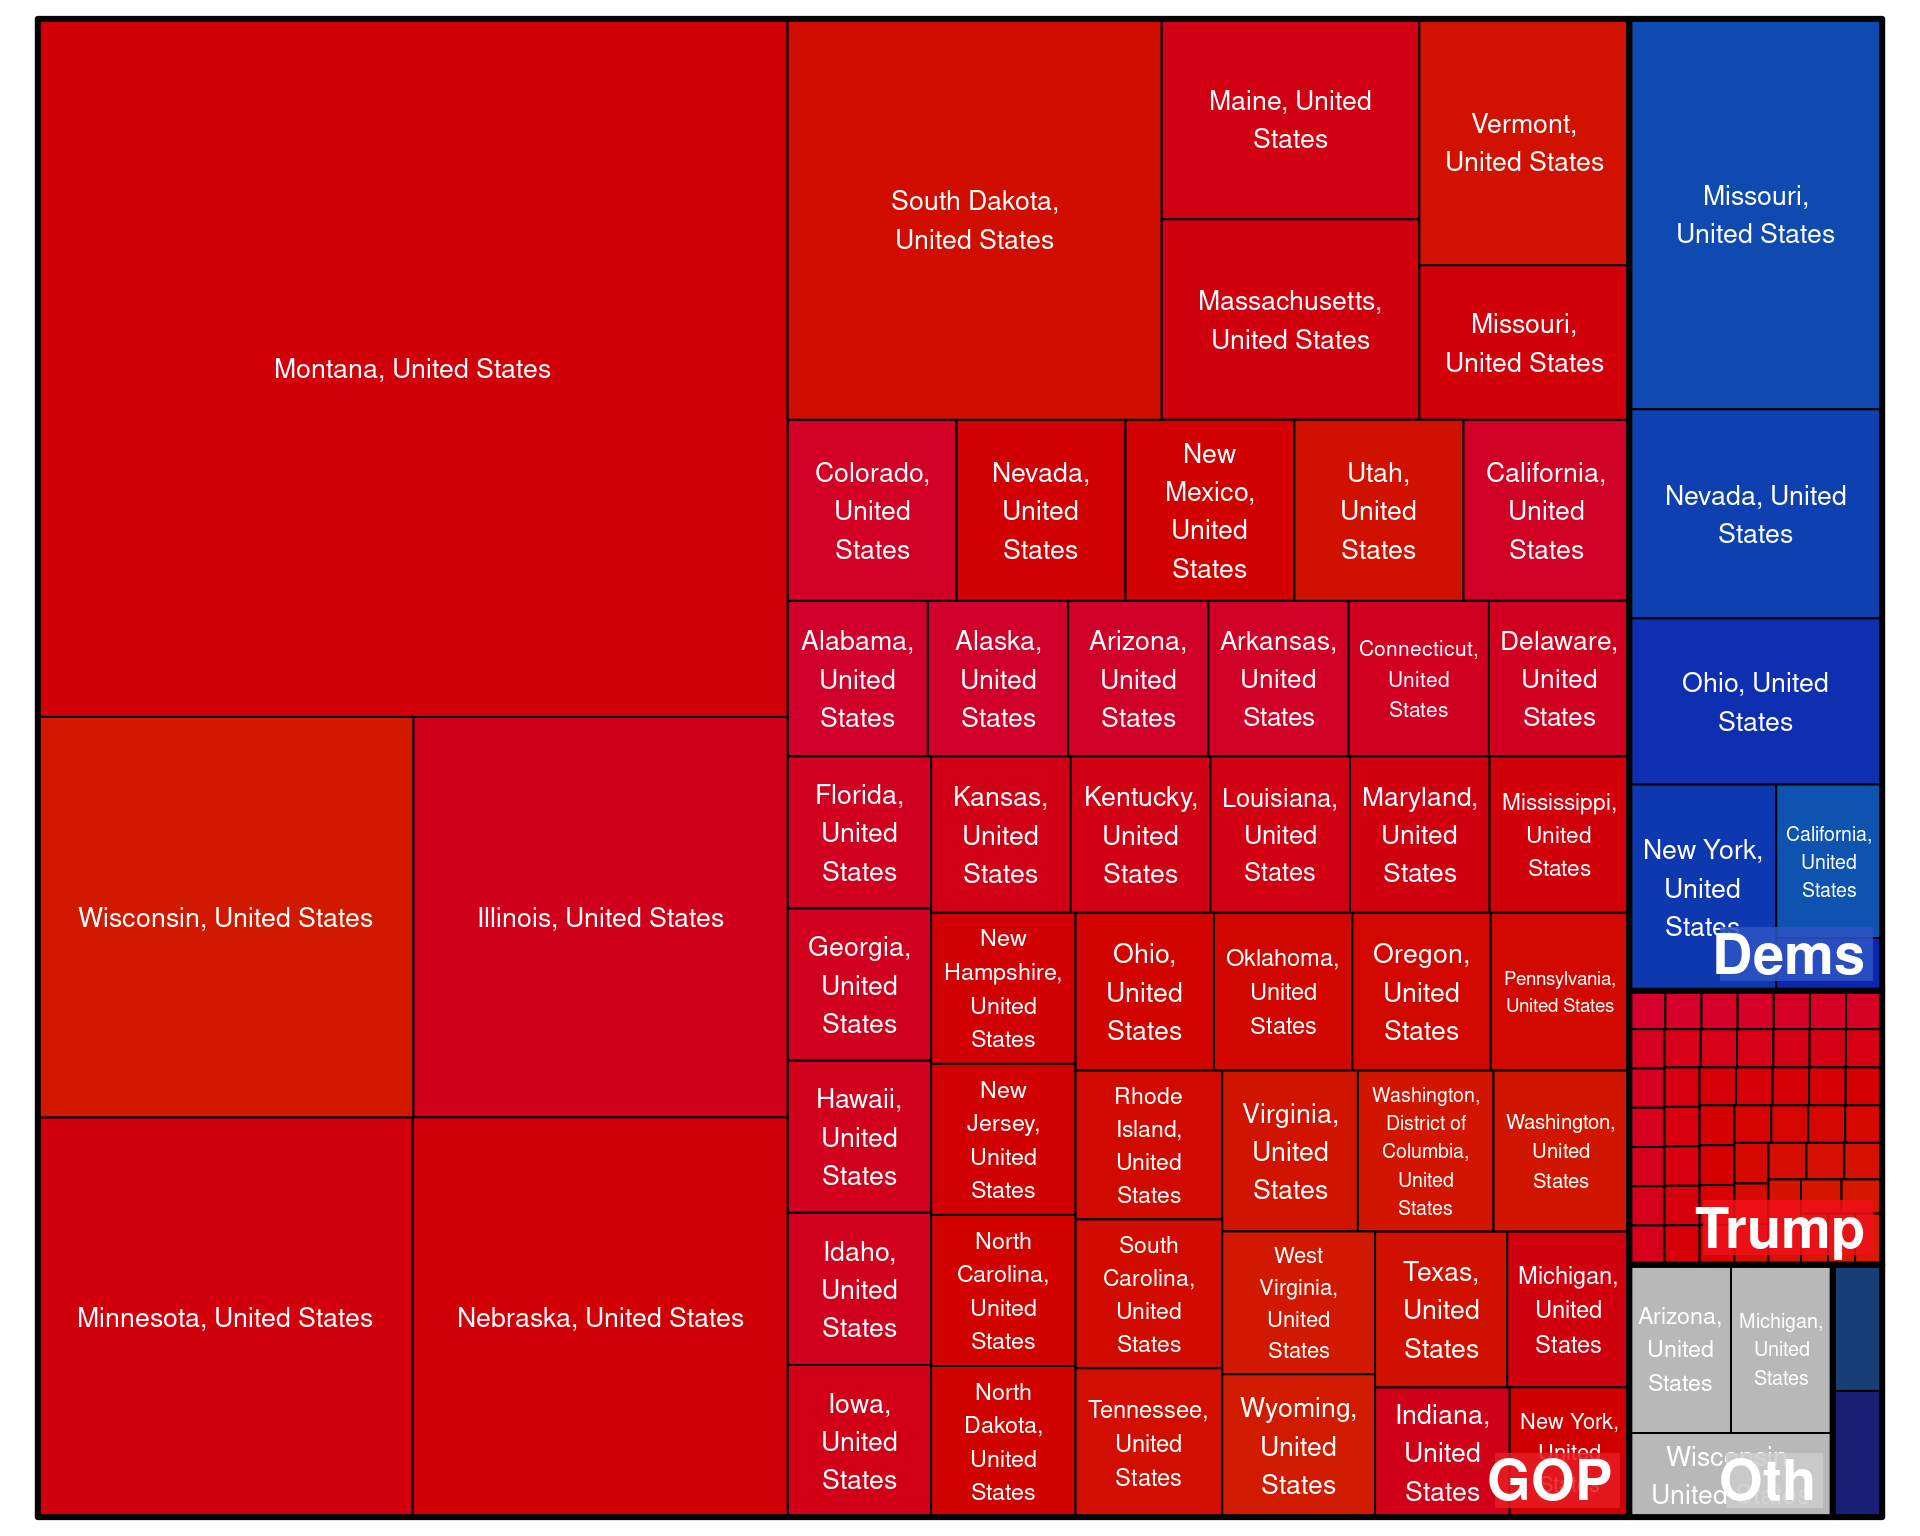 Montana, United States
Wisconsin, United States
Illinois, United States
Minnesota, United States
Nebraska, United States
South Dakota,
United States
Maine, United
States
Massachusetts,
United States
Vermont,
United States
Missouri,
United States
Colorado,
United
States
Nevada,
United
States
New
Mexico,
United
States
Utah,
United
States
California,
United
States
Alabama,
United
States
Alaska,
United
States
Arizona,
United
States
Arkansas,
United
States
Connecticut,
United
States
Delaware,
United
States
Florida,
United
States
Kansas,
United
States
Kentucky,
United
States
Louisiana,
United
States
Maryland,
United
States
Mississippi,
United
States
Georgia,
United
States
New
Hampshire,
United
States
Ohio,
United
States
Oklahoma,
United
States
Oregon,
United
States
Pennsylvania,
United States
Hawaii,
United
States
New
Jersey,
United
States
Rhode
Island,
United
States
Virginia,
United
States
Washington,
District of
Columbia,
United
States
Washington,
United
States
Idaho,
United
States
North
Carolina,
United
States
South
Carolina,
United
States
West
Virginia,
United
States
Texas,
United
States
Michigan,
United
States
Iowa,
United
States
North
Dakota,
United
States
Tennessee,
United
States
Wyoming,
United
States
Indiana,
United
States
New York,
United
States
GOP
Missouri,
United States
Nevada, United
States
Ohio, United
States
New York,
United
States
California,
United
States
Dems
Trump
Arizona,
United
States
Michigan,
United
States
Wisconsin,
United States
Oth